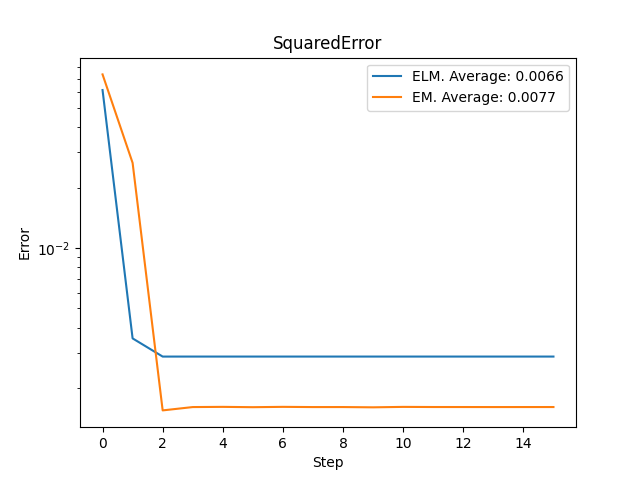 SquaredError
ELM. Average: 0.0066
EM. Average: 0.0077
Error
10⁻²
0 2 4 6 8 10 12 14
Step